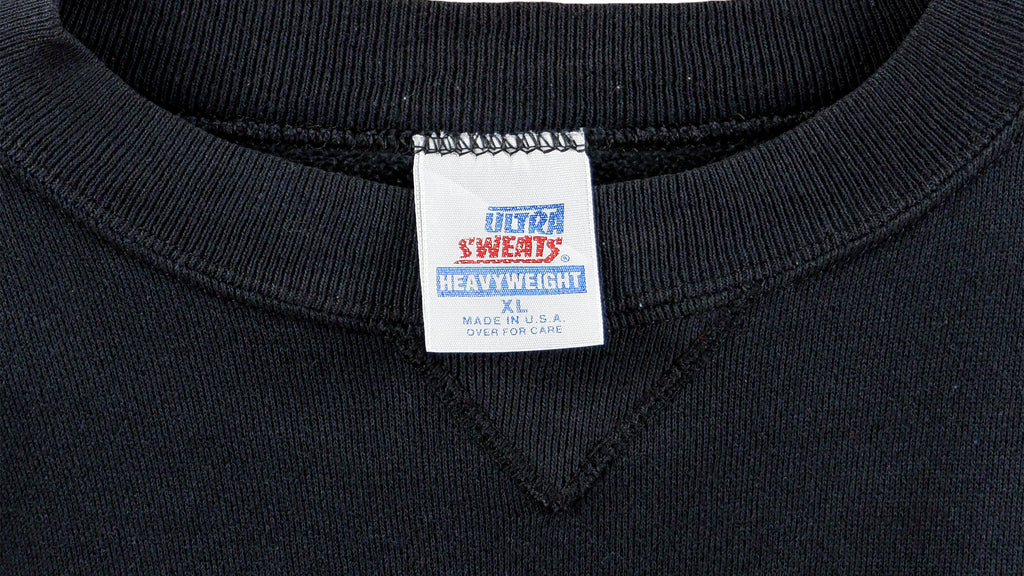 ULTRA
SWEATS®
HEAVYWEIGHT
XL
MADE IN U.S.A.
OVER FOR CARE